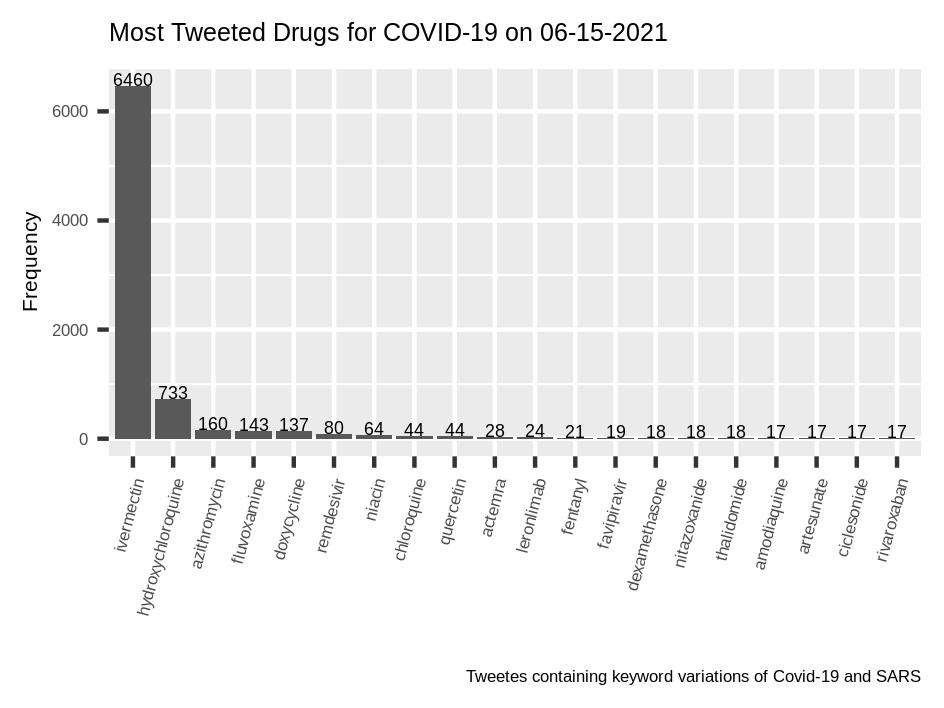 Most Tweeted Drugs for COVID-19 on 06-15-2021
Frequency
6000
4000
2000
0
6460
733
160
143
137
80
64
44
44
28
24
21
19
18
18
18
17
17
17
17
ivermectin
hydroxychloroquine
azithromycin
fluvoxamine
doxycycline
remdesivir
niacin
chloroquine
quercetin
actemra
leronlimab
fentanyl
favipiravir
dexamethasone
nitazoxanide
thalidomide
amodiaquine
artesunate
ciclesonide
rivaroxaban
Tweetes containing keyword variations of Covid-19 and SARS